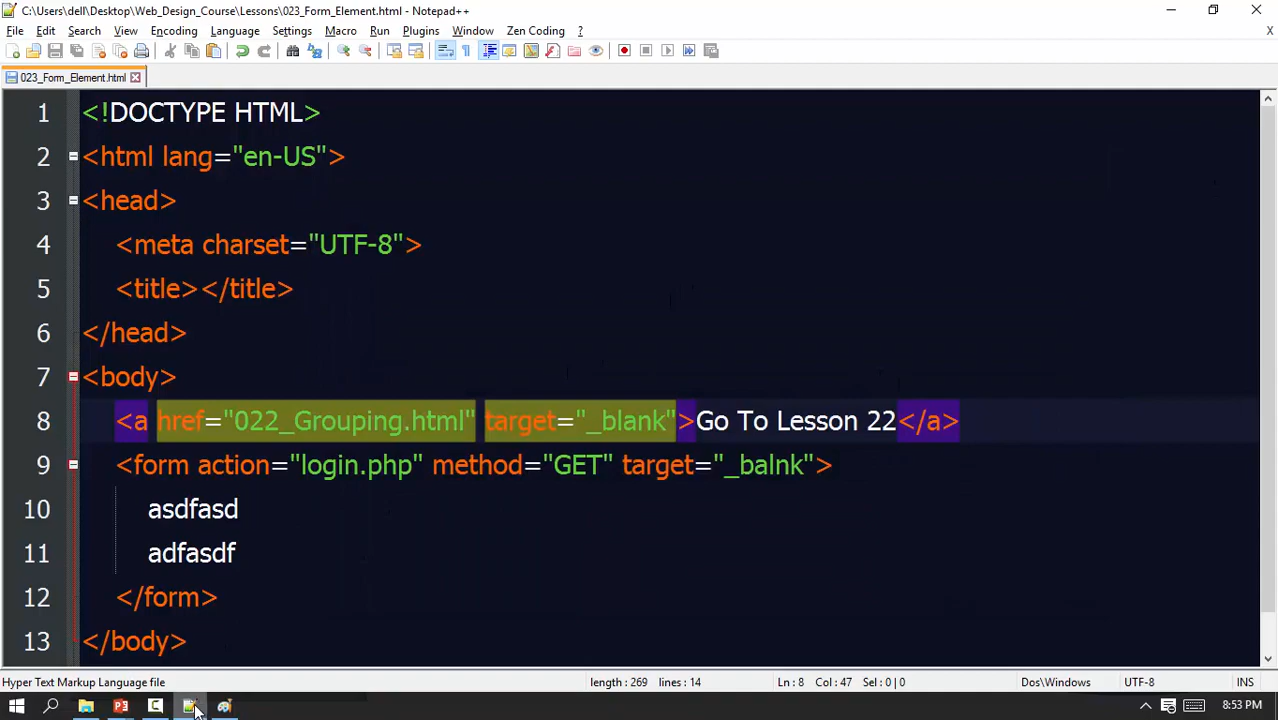 C:\Users\dell\Desktop\Web_Design_Course\Lessons\023_Form_Element.html - Notepad++
File Edit Search View Encoding Language Settings Macro Run Plugins Window Zen Coding ? X
023_Form_Element.html
1 <!DOCTYPE HTML>
2 <html lang="en-US">
3 <head>
4 <meta charset="UTF-8">
5 <title></title>
6 </head>
7 <body>
8 <a href="022_Grouping.html" target="_blank">Go To Lesson 22</a>
9 <form action="login.php" method="GET" target="_balnk">
10 asdfasd
11 adfasdf
12 </form>
13 </body>
Hyper Text Markup Language file length : 269 lines : 14 Ln : 8 Col : 47 Sel : 0 | 0 Dos\Windows UTF-8 INS
8:53 PM